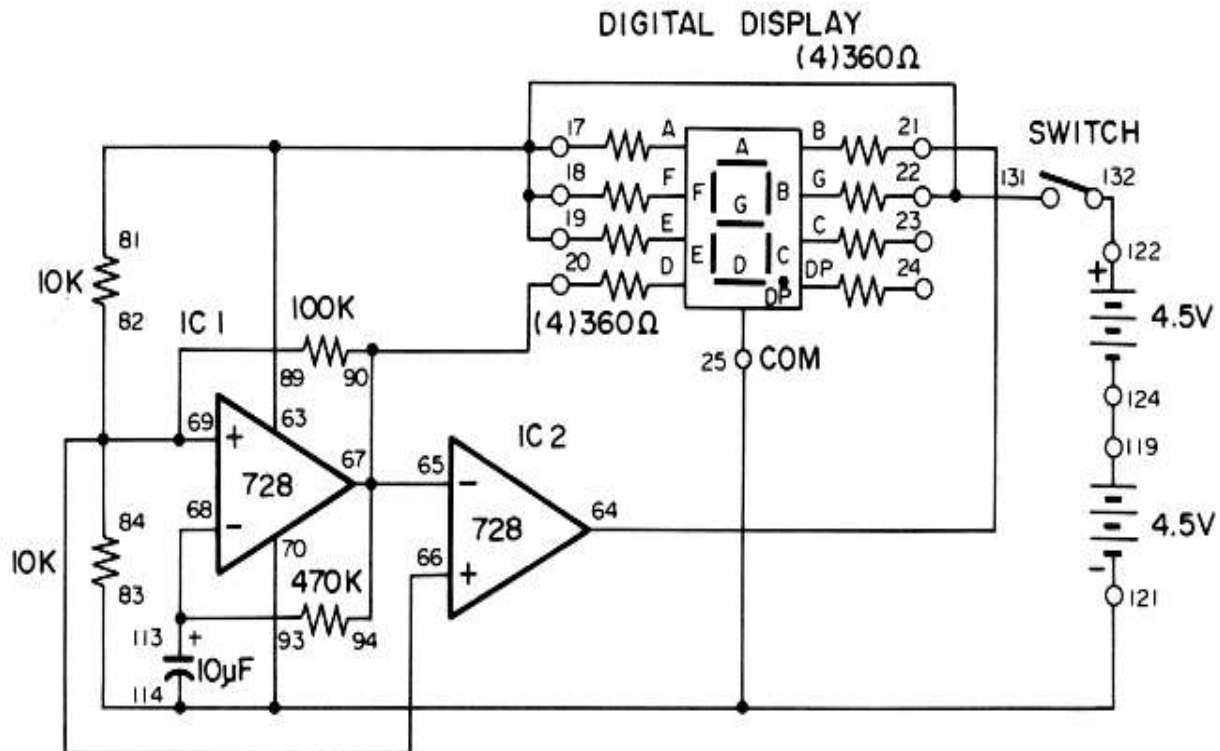 DIGITAL DISPLAY
(4)360Ω
17 A B 21
A
SWITCH
18 F F B G 22 131 132
G
19 E C 23
81 E C 122
20 D D DP 24
DP
+
10K
100K
(4)360Ω
4.5V
82 IC 1
89 90 25 COM
63 124
69 + IC 2
67 65 − 119
728
68 − 64
84 728 4.5V
70 66 +
10K
470K −
83 121
113 + 93 94
10µF
114